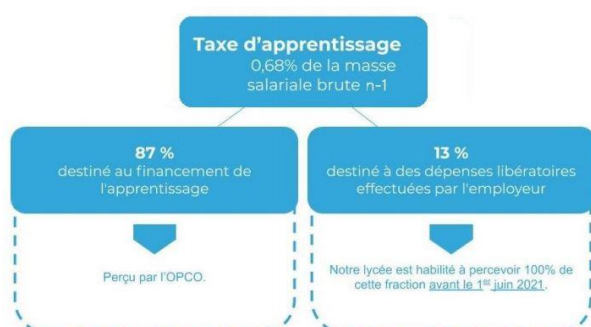 Taxe d'apprentissage
0,68% de la masse
salariale brute n-1
87 %
destiné au financement de
l'apprentissage
13 %
destiné à des dépenses libératoires
effectuées par l'employeur
Perçu par l'OPCO.
Notre lycée est habilité à percevoir 100% de
cette fraction avant le 1er juin 2021.